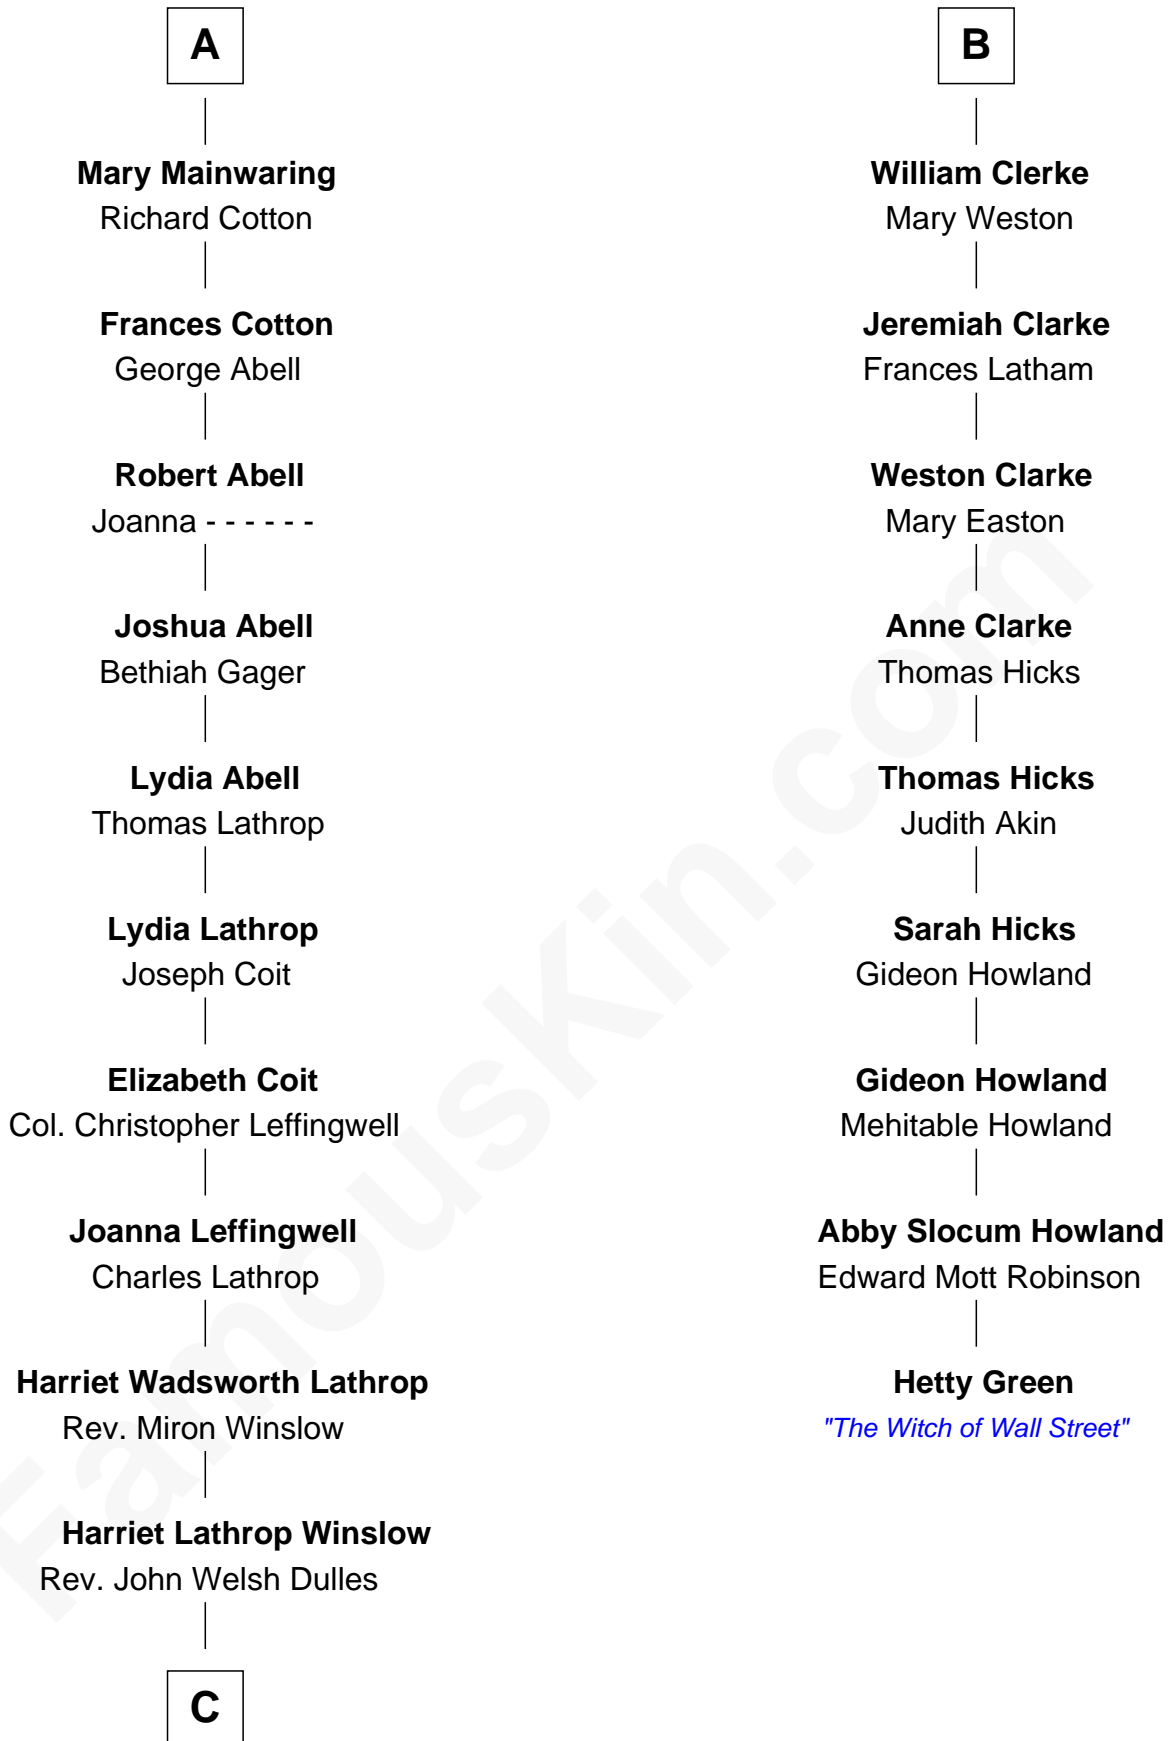 A
Mary Mainwaring
Richard Cotton
Frances Cotton
George Abell
Robert Abell
Joanna - - - - - -
Joshua Abell
Bethiah Gager
Lydia Abell
Thomas Lathrop
Lydia Lathrop
Joseph Coit
Elizabeth Coit
Col. Christopher Leffingwell
Joanna Leffingwell
Charles Lathrop
Harriet Wadsworth Lathrop
Rev. Miron Winslow
Harriet Lathrop Winslow
Rev. John Welsh Dulles
C
B
William Clerke
Mary Weston
Jeremiah Clarke
Frances Latham
Weston Clarke
Mary Easton
Anne Clarke
Thomas Hicks
Thomas Hicks
Judith Akin
Sarah Hicks
Gideon Howland
Gideon Howland
Mehitable Howland
Abby Slocum Howland
Edward Mott Robinson
Hetty Green
"The Witch of Wall Street"
FamousKin.com